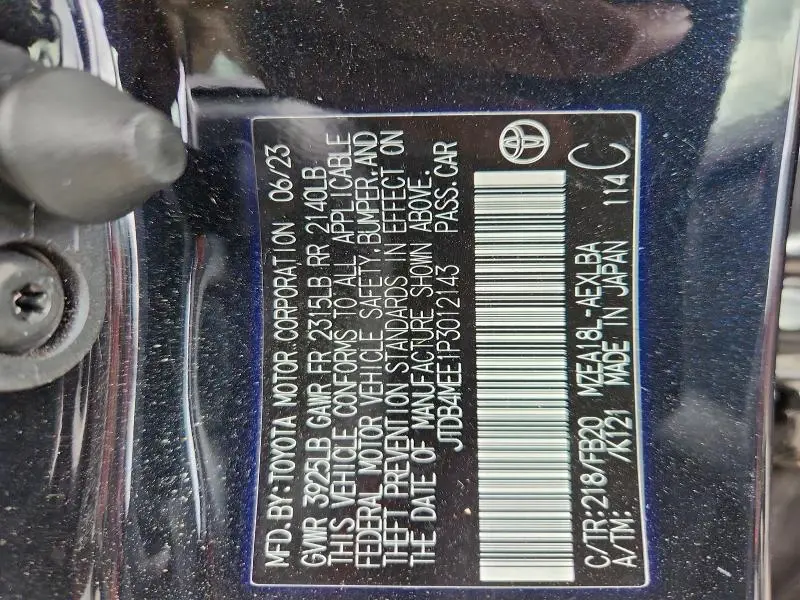 MFD. BY: TOYOTA MOTOR CORPORATION 06/23
GVWR 3925LB GAWR FR 2315LB RR 2140LB
THIS VEHICLE CONFORMS TO ALL APPLICABLE
FEDERAL MOTOR VEHICLE SAFETY, BUMPER, AND
THEFT PREVENTION STANDARDS IN EFFECT ON
THE DATE OF MANUFACTURE SHOWN ABOVE.
JTDB4MEE1P3012143 PASS. CAR
C/TR: 218/FB20 MZEA18L-AEXLBA
A/TM: /K121 MADE IN JAPAN 114 C